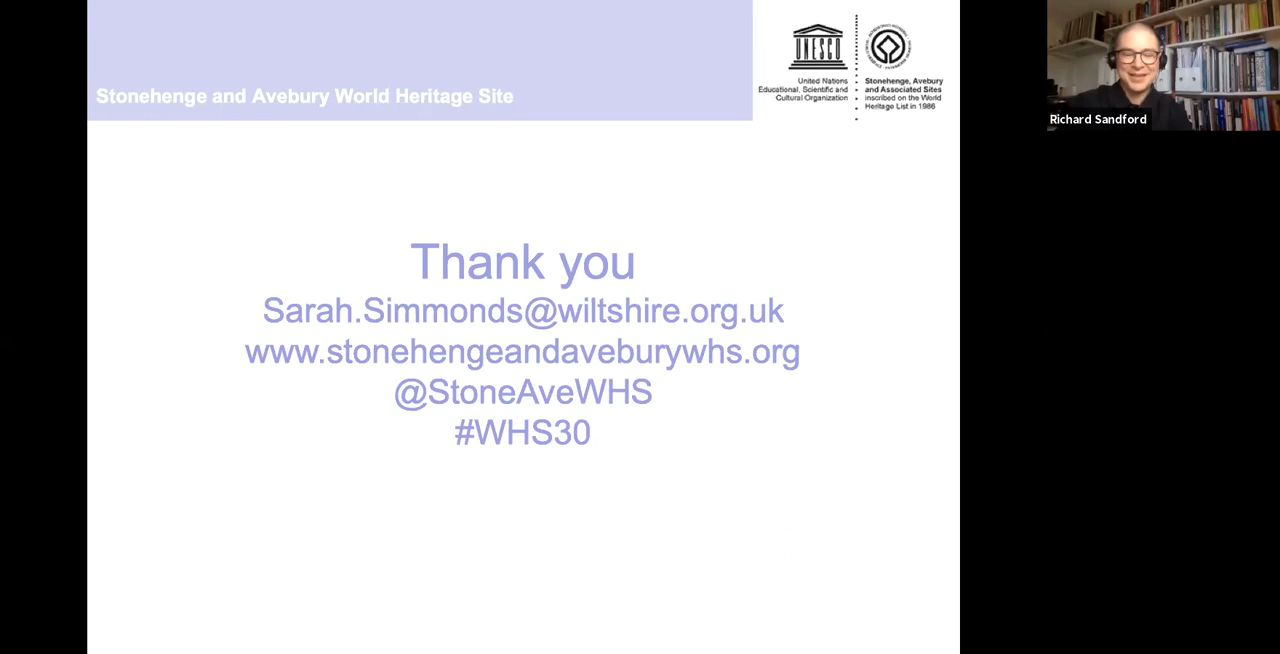 Stonehenge and Avebury World Heritage Site
UNESCO
United Nations
Educational, Scientific and
Cultural Organization
Stonehenge, Avebury
and Associated Sites
inscribed on the World
Heritage List in 1986
Richard Sandford
Thank you
Sarah.Simmonds@wiltshire.org.uk
www.stonehengeandaveburywhs.org
@StoneAveWHS
#WHS30